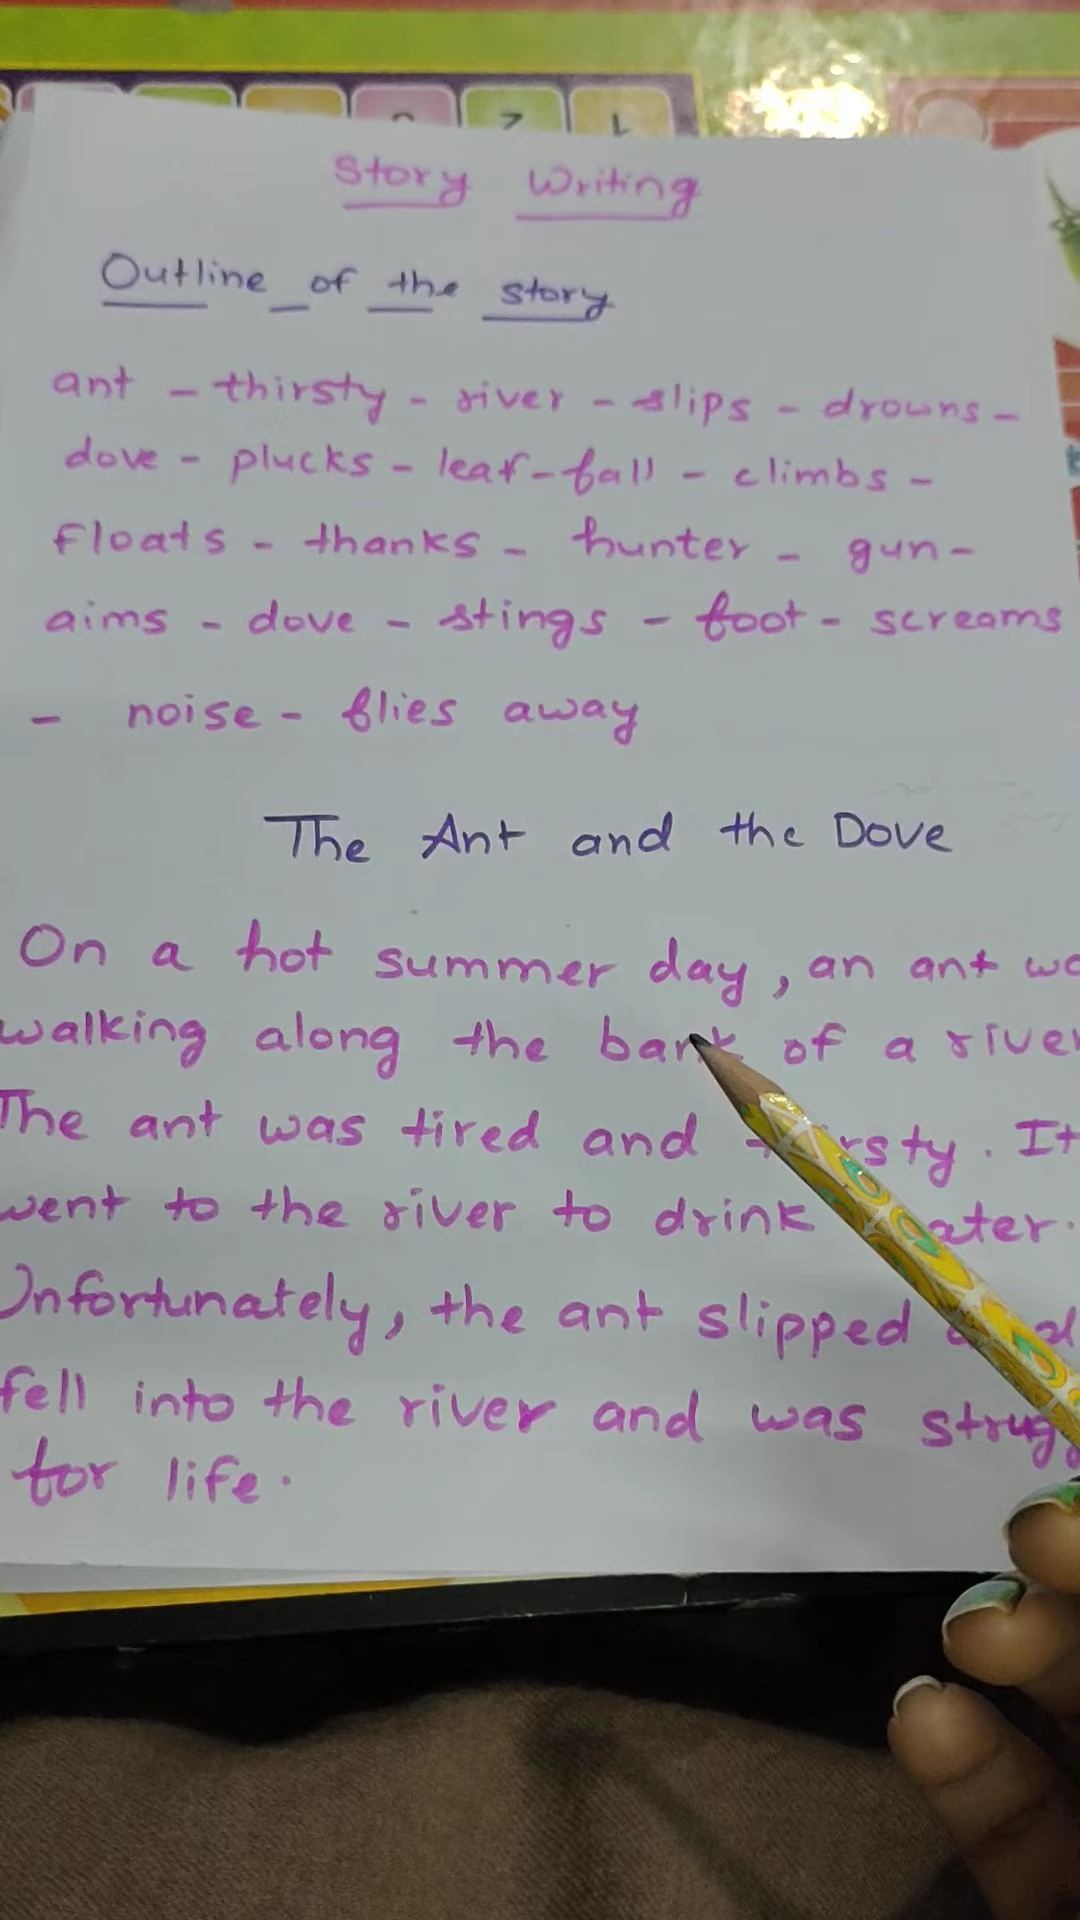 Story Writing
Outline of the story
ant - thirsty - river - slips - drowns -
dove - plucks - leaf - fall - climbs -
Floats - thanks - hunter - gun -
aims - dove - stings - foot - screams
- noise - flies away
The Ant and the Dove
On a hot summer day, an ant
walking along the bank of a river
The ant was tired and thirsty. It
went to the river to drink water.
Unfortunately, the ant slipped and
fell into the river and was
for life.